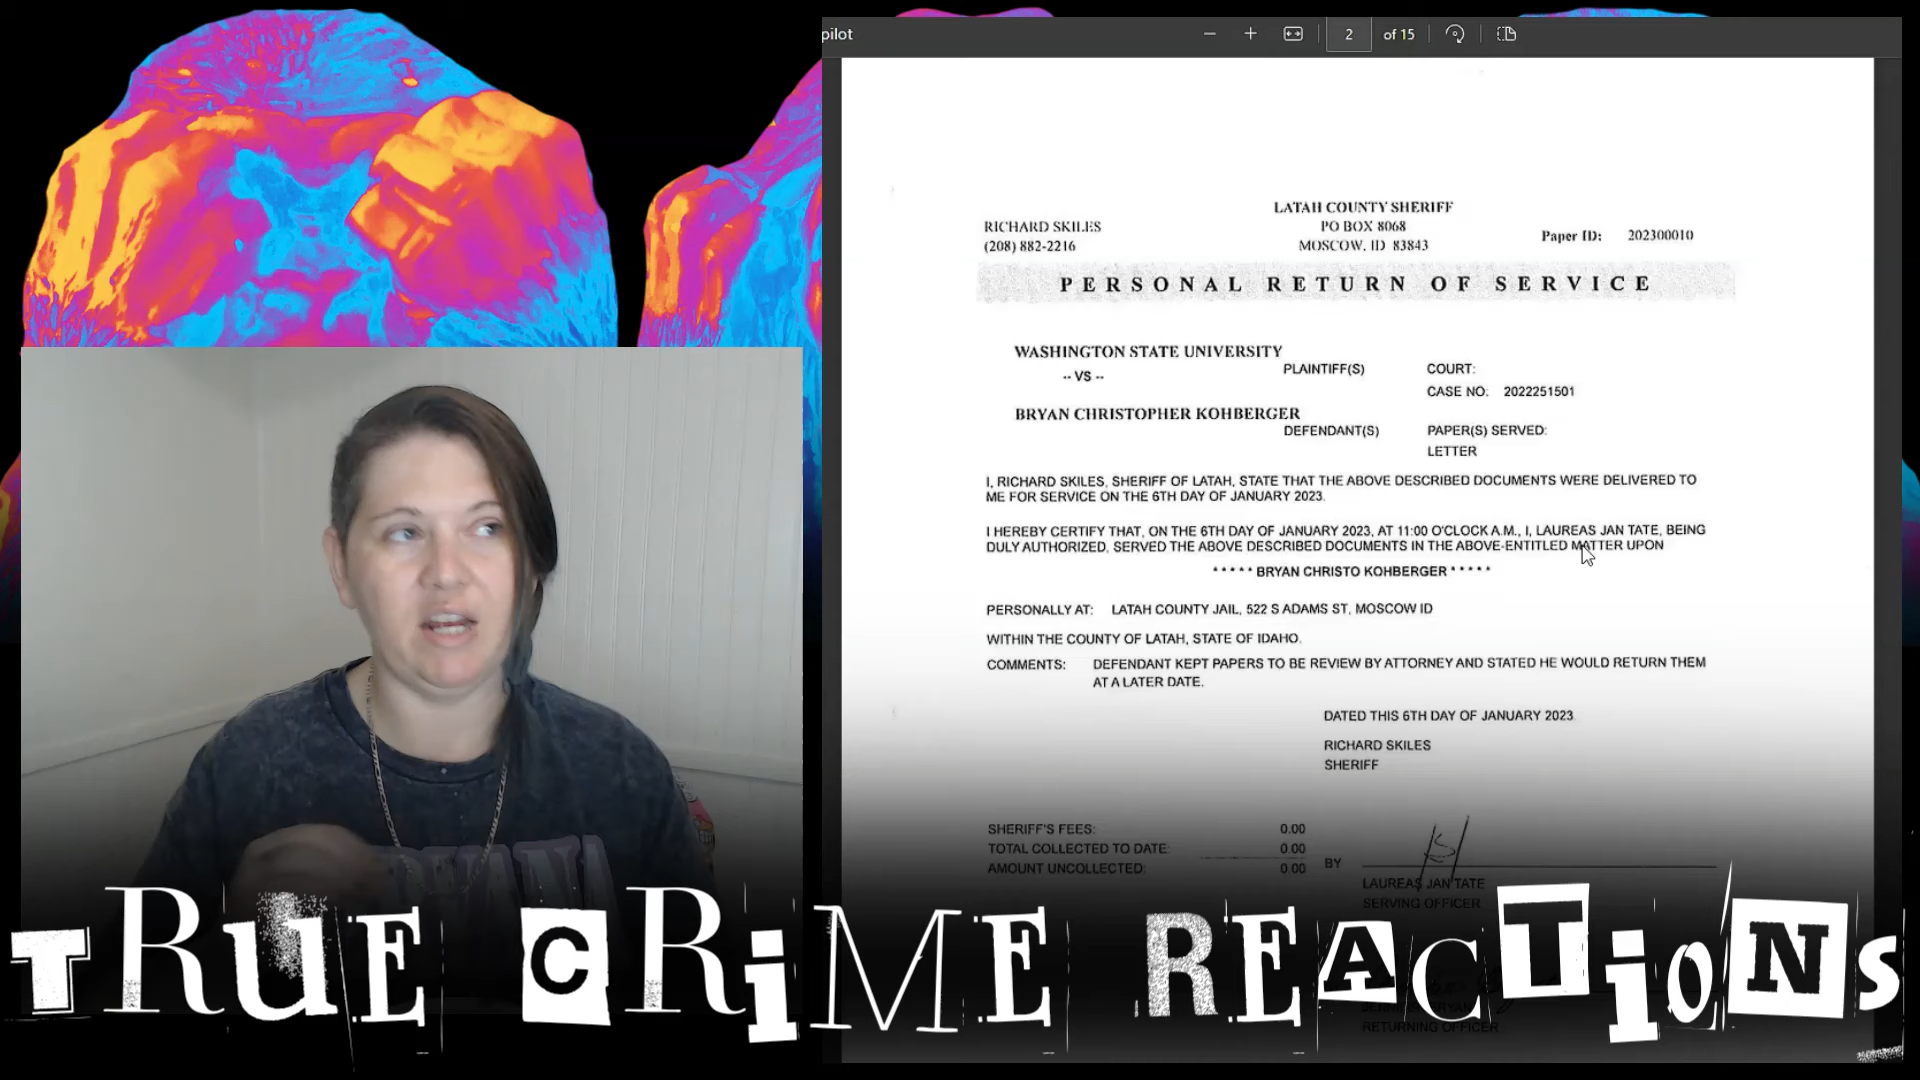 pilot
2 of 15
LATAH COUNTY SHERIFF
RICHARD SKILES
PO BOX 8068
Paper ID: 202300010
(208) 882-2216
MOSCOW, ID 83843
PERSONAL RETURN OF SERVICE
WASHINGTON STATE UNIVERSITY
PLAINTIFF(S)
COURT:
-- VS --
CASE NO: 2022251501
BRYAN CHRISTOPHER KOHBERGER
DEFENDANT(S)
PAPER(S) SERVED:
LETTER
I, RICHARD SKILES, SHERIFF OF LATAH, STATE THAT THE ABOVE DESCRIBED DOCUMENTS WERE DELIVERED TO
ME FOR SERVICE ON THE 6TH DAY OF JANUARY 2023.
I HEREBY CERTIFY THAT, ON THE 6TH DAY OF JANUARY 2023, AT 11:00 O'CLOCK A.M., I, LAUREAS JAN TATE, BEING
DULY AUTHORIZED, SERVED THE ABOVE DESCRIBED DOCUMENTS IN THE ABOVE-ENTITLED MATTER UPON
* * * * * BRYAN CHRISTO KOHBERGER * * * * *
PERSONALLY AT: LATAH COUNTY JAIL, 522 S ADAMS ST, MOSCOW ID
WITHIN THE COUNTY OF LATAH, STATE OF IDAHO.
COMMENTS: DEFENDANT KEPT PAPERS TO BE REVIEW BY ATTORNEY AND STATED HE WOULD RETURN THEM
AT A LATER DATE.
DATED THIS 6TH DAY OF JANUARY 2023.
RICHARD SKILES
SHERIFF
SHERIFF'S FEES: 0.00
TOTAL COLLECTED TO DATE: 0.00
AMOUNT UNCOLLECTED: 0.00
BY
LAUREAS JAN TATE
SERVING OFFICER
RETURNING OFFICER
TRUE CRiME REACTiONS